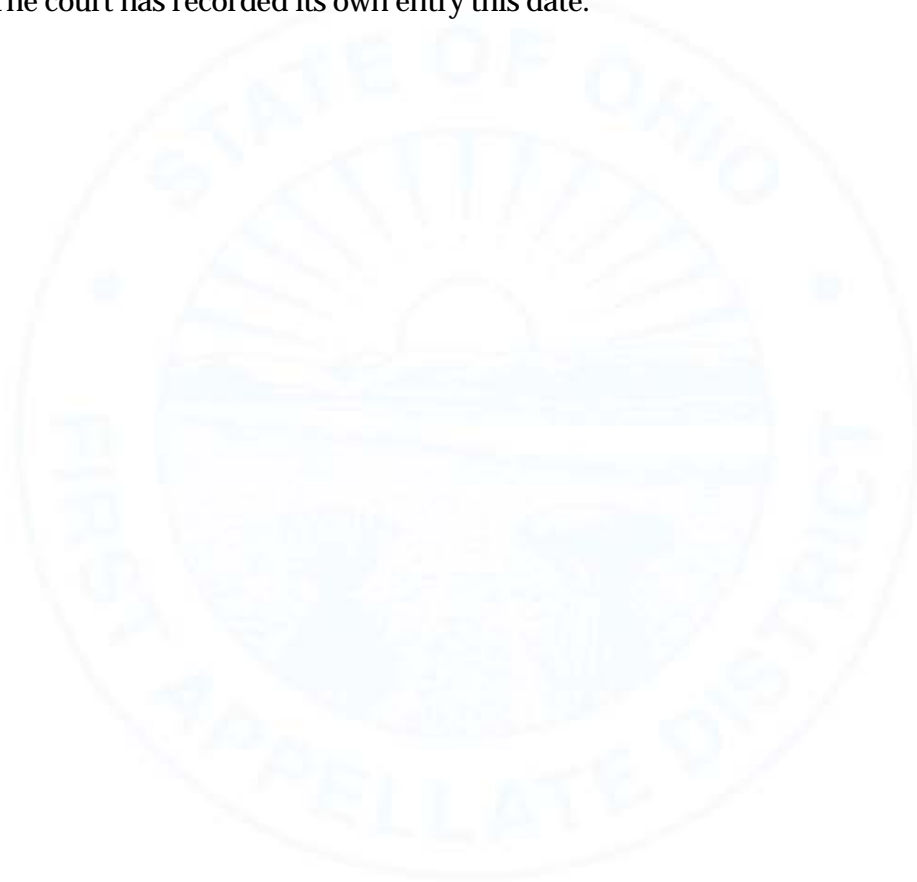 The court has recorded its own entry this date.
STATE OF OHIO
FIRST APPELLATE DISTRICT